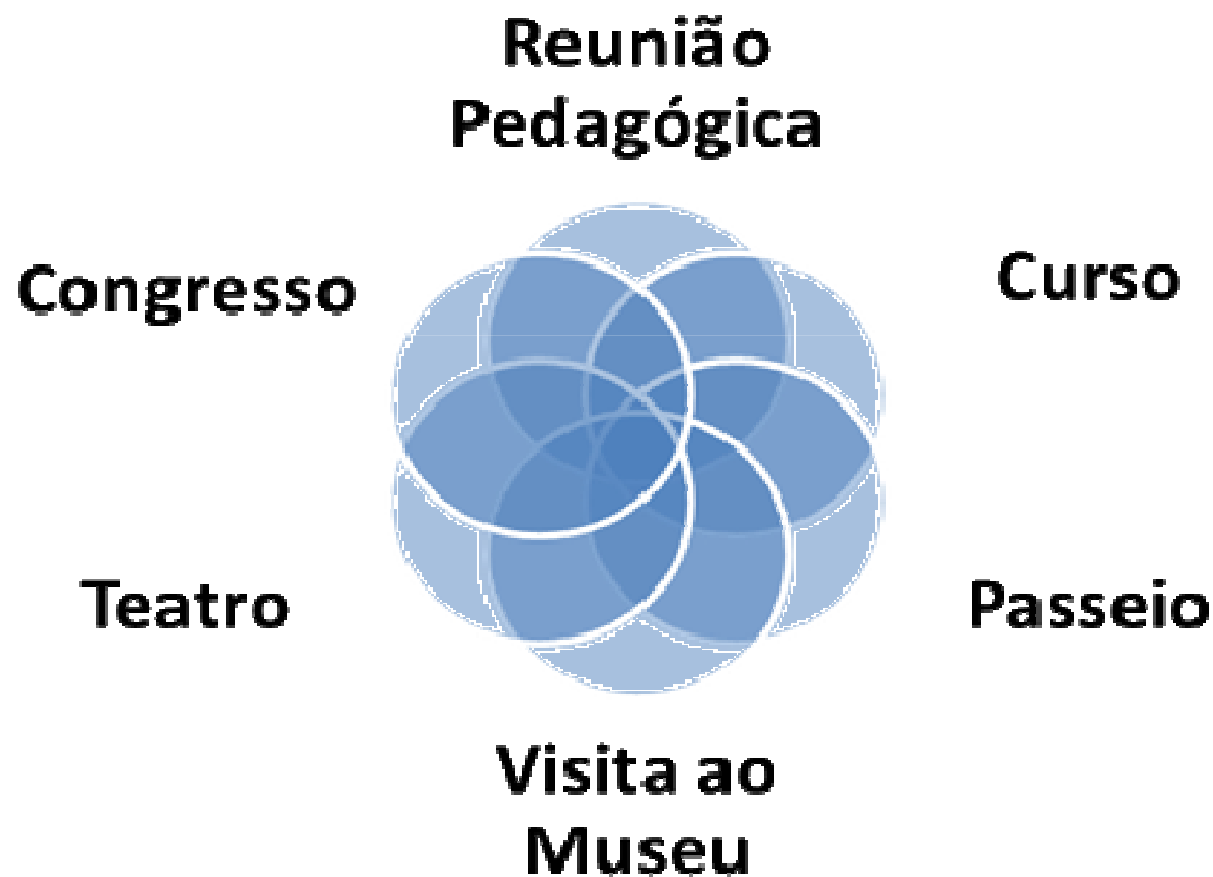 Reunião
Pedagógica
Congresso
Curso
Teatro
Passeio
Visita ao
Museu